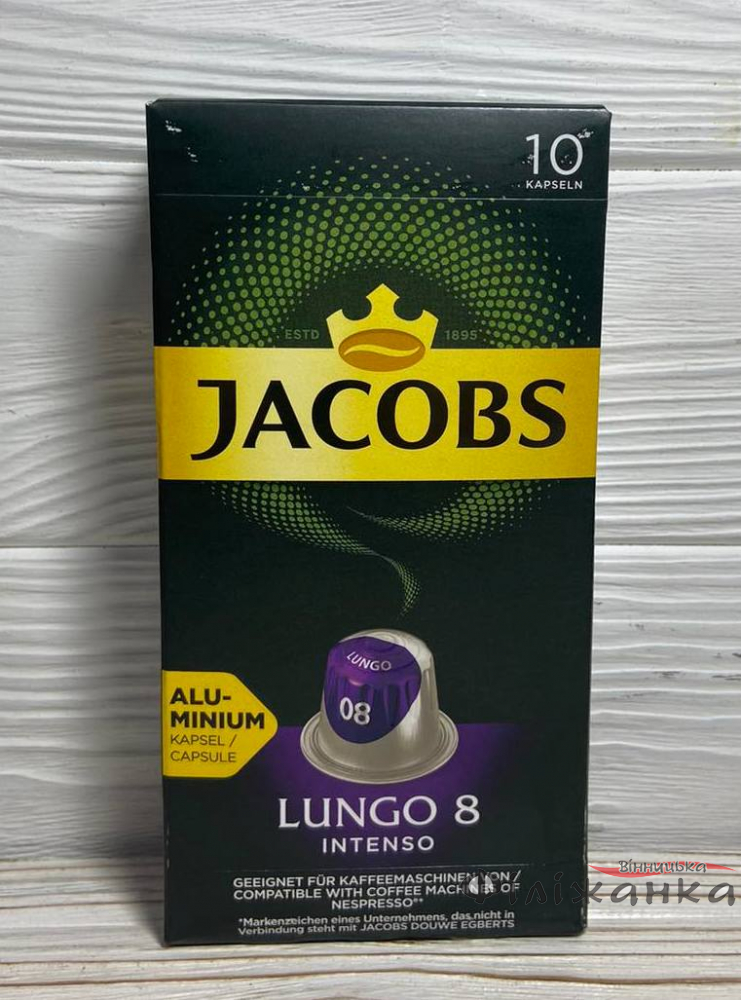 10
KAPSELN
ESTD 1895
JACOBS
LUNGO
08
ALU-
MINIUM
KAPSEL /
CAPSULE
LUNGO 8
INTENSO
GEEIGNET FÜR KAFFEEMASCHINEN VON /
COMPATIBLE WITH COFFEE MACHINES OF
NESPRESSO®*
*Markenzeichen eines Unternehmens, das nicht in
Verbindung steht mit JACOBS DOUWE EGBERTS
Вінницька
Філіжанка